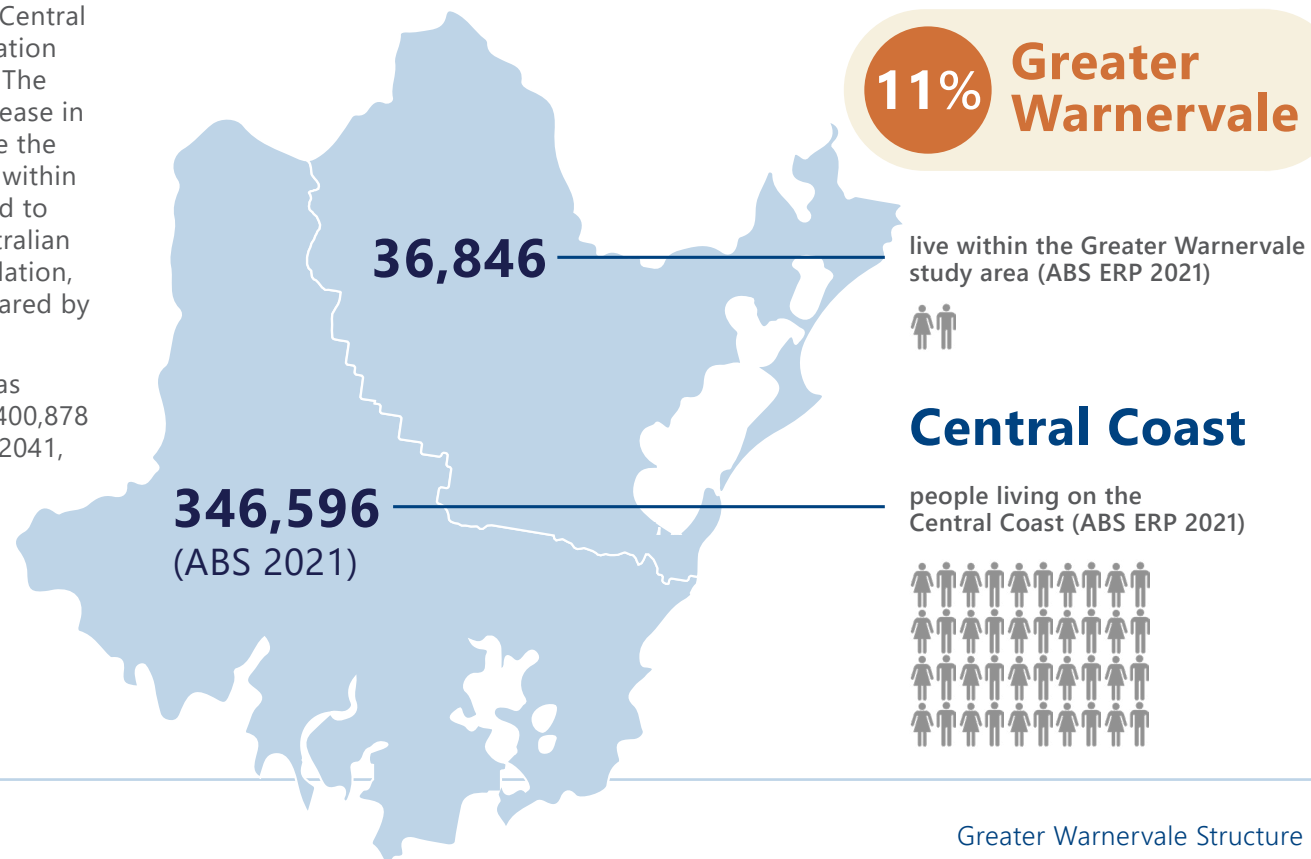 Central
ation
The
ease in
e the
within
d to
tralian
lation,
ared by
as
400,878
2041,
11% Greater
Warnervale
36,846
live within the Greater Warnervale
study area (ABS ERP 2021)
Central Coast
346,596
(ABS 2021)
people living on the
Central Coast (ABS ERP 2021)
Greater Warnervale Structure